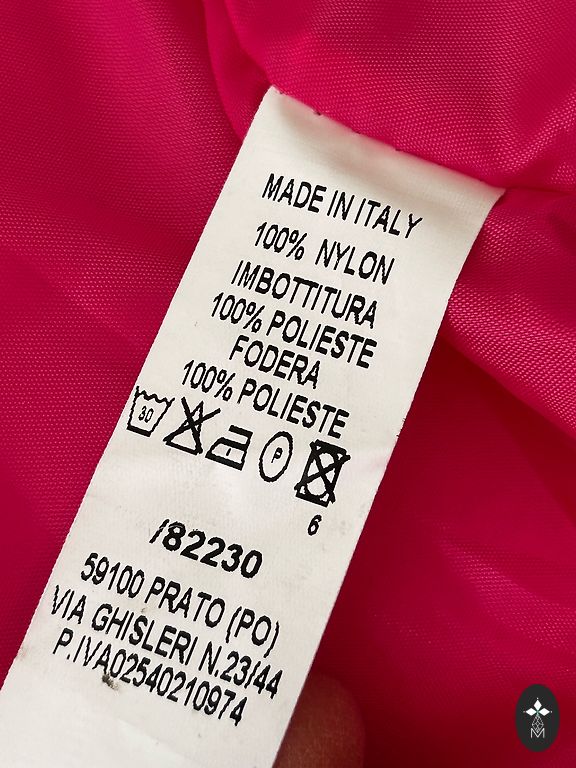 MADE IN ITALY
100% NYLON
IMBOTTITURA
100% POLIESTE
FODERA
100% POLIESTE
30
P
6
/82230
59100 PRATO (PO)
VIA GHISLERI N.23/44
P.IVA02540210974
M